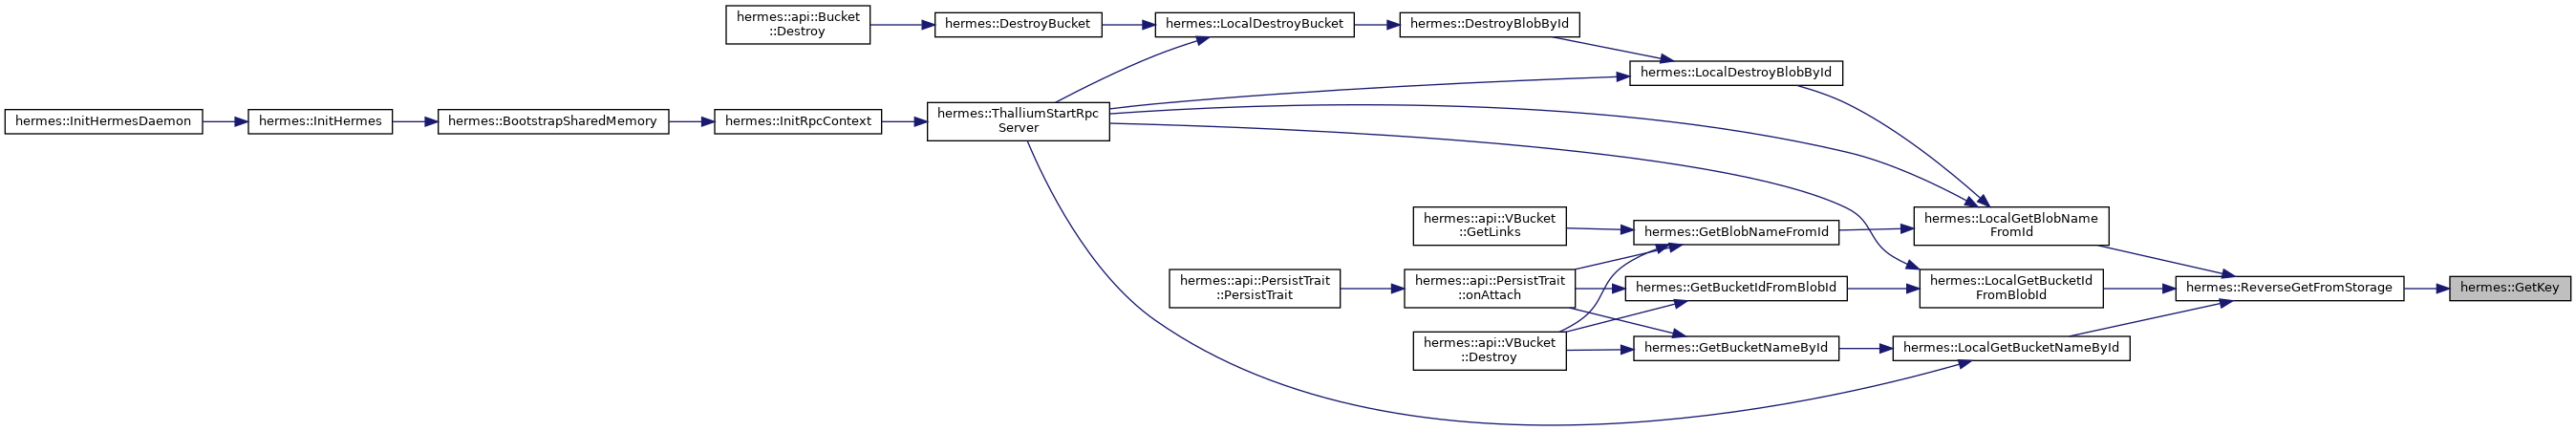 hermes::api::Bucket
::Destroy
hermes::DestroyBucket
hermes::LocalDestroyBucket
hermes::DestroyBlobById
hermes::LocalDestroyBlobById
hermes::InitHermesDaemon
hermes::InitHermes
hermes::BootstrapSharedMemory
hermes::InitRpcContext
hermes::ThalliumStartRpc
Server
hermes::api::VBucket
::GetLinks
hermes::GetBlobNameFromId
hermes::LocalGetBlobName
FromId
hermes::api::PersistTrait
::PersistTrait
hermes::api::PersistTrait
::onAttach
hermes::GetBucketIdFromBlobId
hermes::LocalGetBucketId
FromBlobId
hermes::ReverseGetFromStorage
hermes::GetKey
hermes::api::VBucket
::Destroy
hermes::GetBucketNameById
hermes::LocalGetBucketNameById